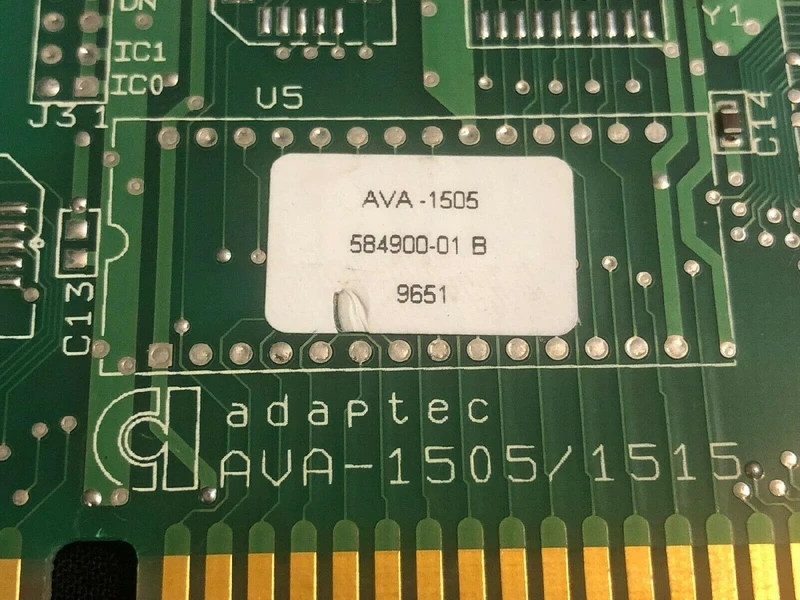 DN
IC1
IC0
J3 1
U5
Y1
C14
AVA -1505
584900-01 B
9651
C13
adaptec
AVA-1505/1515